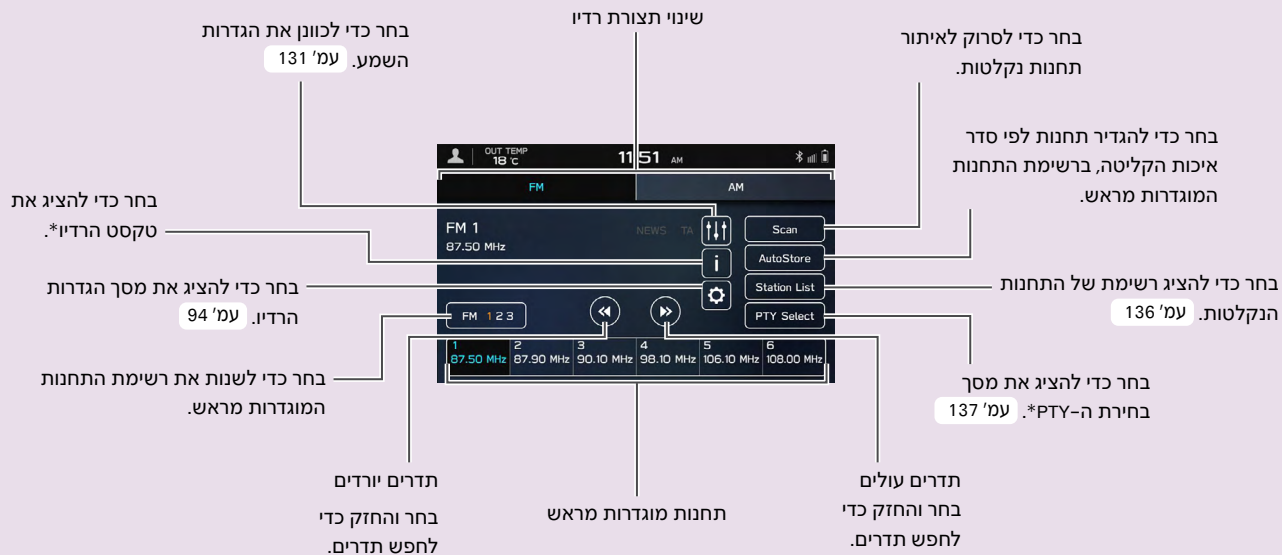 שינוי תצורת רדיו
בחר כדי לכוונן את הגדרות
השמע. עמ' 131
בחר כדי לסרוק לאיתור
תחנות נקלטות.
בחר כדי להגדיר תחנות לפי סדר
איכות הקליטה, ברשימת התחנות
המוגדרות מראש.
בחר כדי להציג את
טקסט הרדיו*.
בחר כדי להציג רשימת של התחנות
הנקלטות. עמ' 136
בחר כדי להציג את מסך הגדרות
הרדיו. עמ' 94
בחר כדי לשנות את רשימת התחנות
המוגדרות מראש.
בחר כדי להציג את מסך
בחירת ה-PTY*. עמ' 137
OUT TEMP
18 °C
11 51 AM
FM
AM
FM 1
87.50 MHz
NEWS TA
i
Scan
AutoStore
Station List
PTY Select
FM 1 2 3
1
87.50 MHz
2
87.90 MHz
3
90.10 MHz
4
98.10 MHz
5
106.10 MHz
6
108.00 MHz
תדרים עולים
בחר והחזק כדי
לחפש תדרים.
תחנות מוגדרות מראש
תדרים יורדים
בחר והחזק כדי
לחפש תדרים.